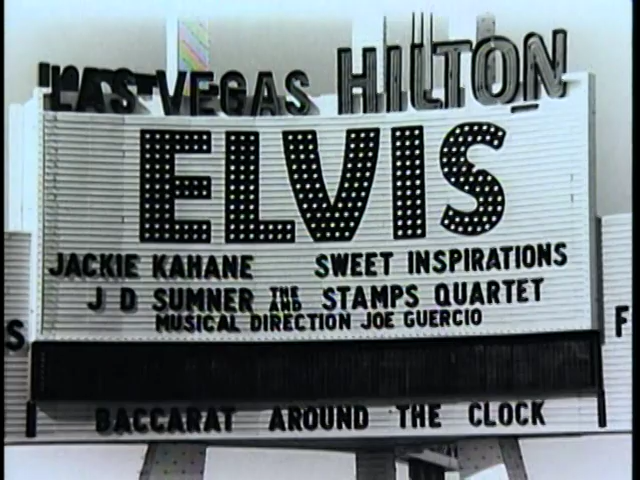 LAS VEGAS HILTON
ELVIS
JACKIE KAHANE SWEET INSPIRATIONS
J D SUMNER THE AND STAMPS QUARTET
MUSICAL DIRECTION JOE GUERCIO
S
F
BACCARAT AROUND THE CLOCK